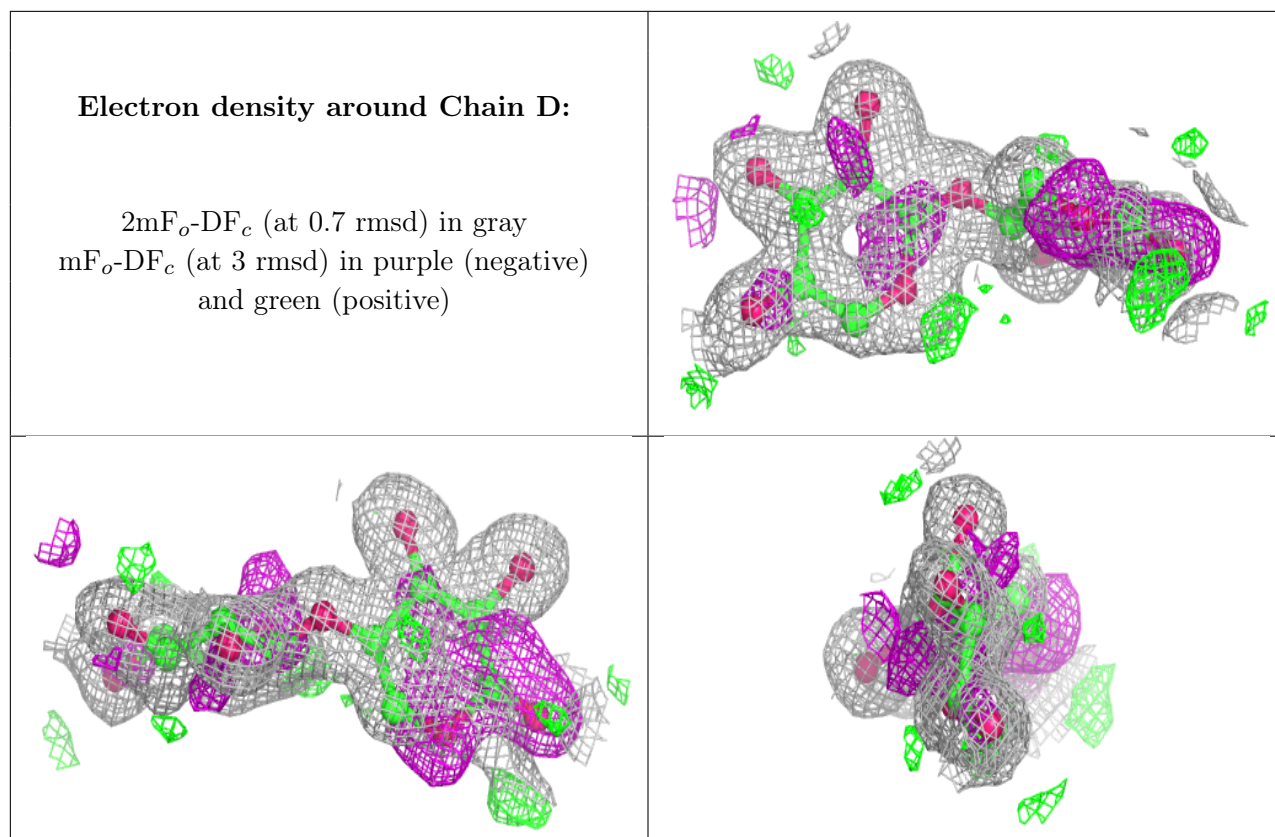 Electron density around Chain D:
2mFo-DFc (at 0.7 rmsd) in gray
mFo-DFc (at 3 rmsd) in purple (negative)
and green (positive)